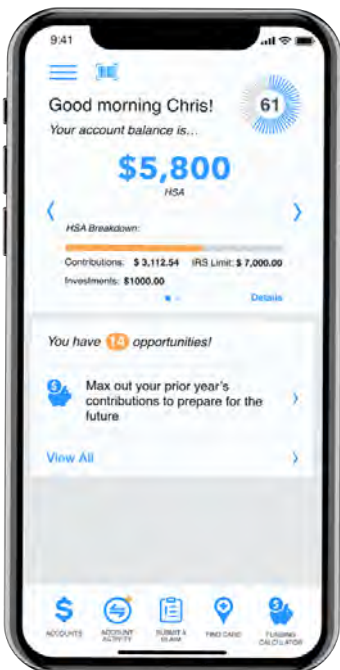 9:41
Good morning Chris!
61
Your account balance is...
$5,800
HSA
HSA Breakdown:
Contributions: $ 3,112.54 IRS Limit: $ 7,000.00
Investments: $1000.00
Details
You have 14 opportunities!
Max out your prior year's
contributions to prepare for the
future
View All
ACCOUNTS
ACCOUNT
ACTIVITY
SUBMIT A
CLAIM
FIND CARE
FUNDING
CALCULATOR